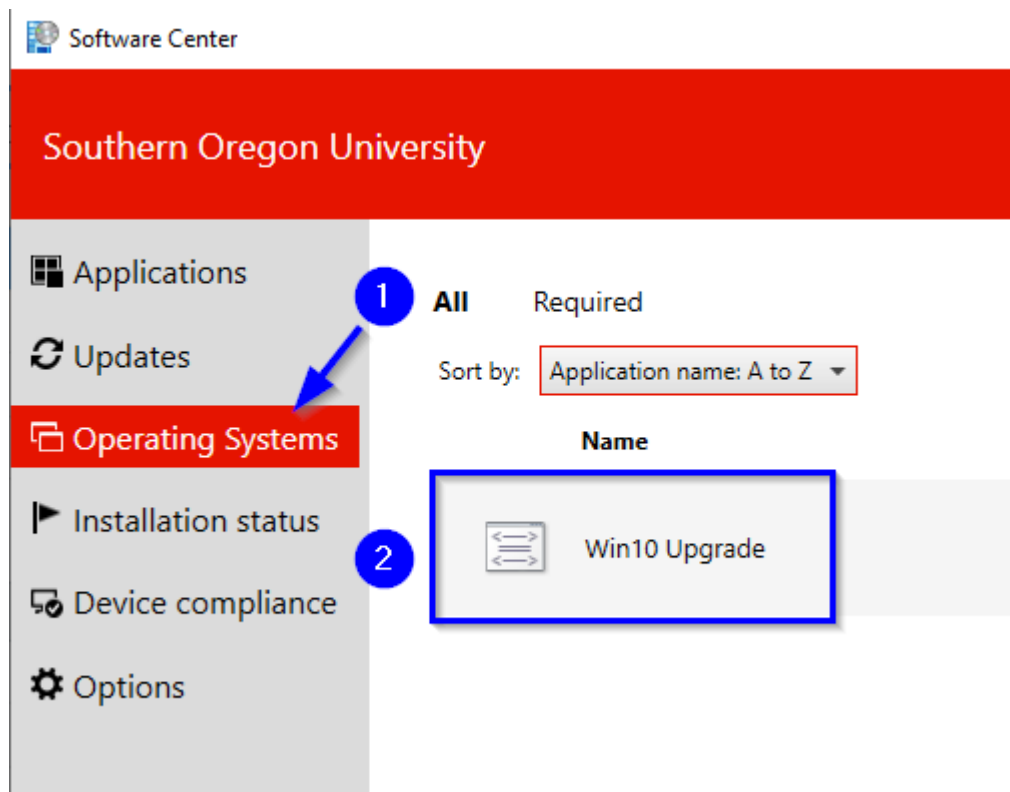 Software Center
Southern Oregon University
Applications
Updates
Operating Systems
Installation status
Device compliance
Options
1
All Required
Sort by: Application name: A to Z
Name
2
Win10 Upgrade